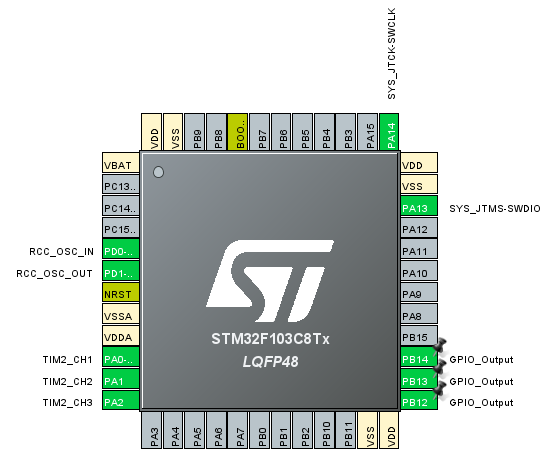 SYS_JTCK-SWCLK
VDD VSS PB9 PB8 BOO.. PB7 PB6 PB5 PB4 PB3 PA15 PA14
VBAT VDD
PC13.. VSS
PC14.. PA13 SYS_JTMS-SWDIO
PC15.. PA12
RCC_OSC_IN PD0-.. PA11
RCC_OSC_OUT PD1-.. PA10
NRST PA9
VSSA PA8
VDDA PB15
STM32F103C8Tx
TIM2_CH1 PA0-.. PB14 GPIO_Output
LQFP48
TIM2_CH2 PA1 PB13 GPIO_Output
TIM2_CH3 PA2 PB12 GPIO_Output
PA3 PA4 PA5 PA6 PA7 PB0 PB1 PB2 PB10 PB11 VSS VDD